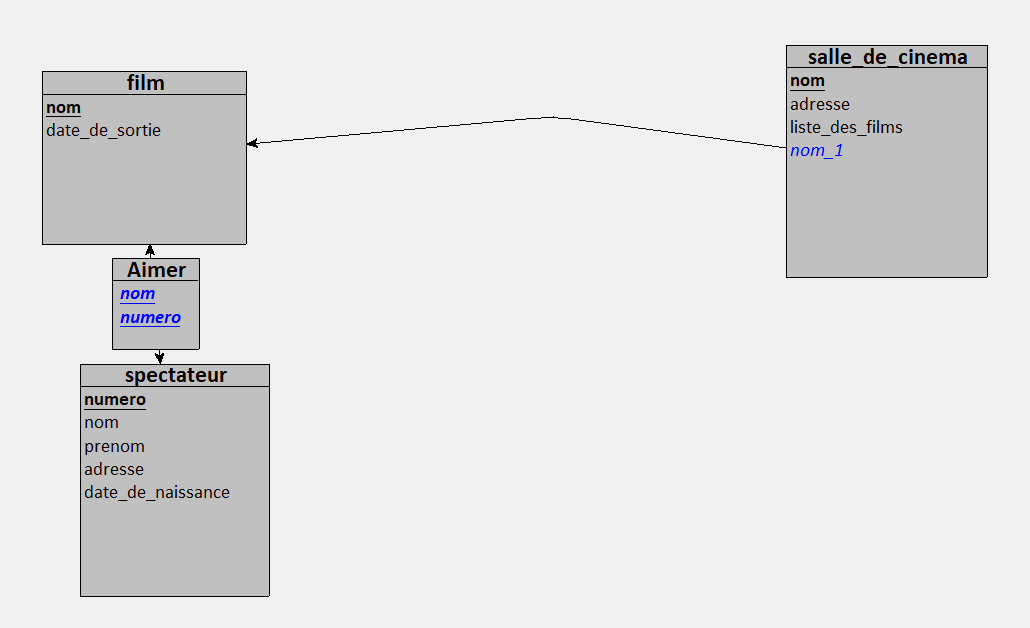 film
nom
date_de_sortie
salle_de_cinema
nom
adresse
liste_des_films
nom_1
Aimer
nom
numero
spectateur
numero
nom
prenom
adresse
date_de_naissance